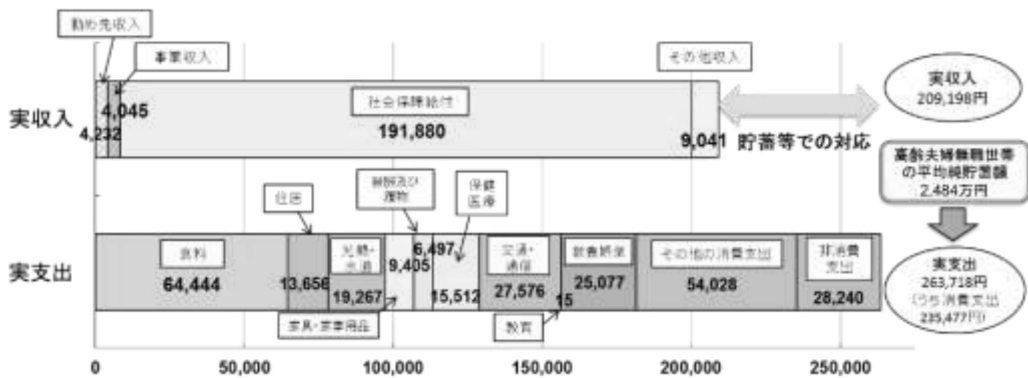 勤め先収入
事業収入
その他収入
実収入
4,232
4,045
社会保障給付
191,880
9,041
貯蓄等での対応
実収入
209,198円
高齢夫婦無職世帯
の平均純貯蓄額
2,484万円
住居
被服及び
履物
保健
医療
実支出
食料
64,444
13,656
光熱・
水道
19,267
9,405
6,497
15,512
交通・
通信
27,576
15
教養娯楽
25,077
その他の消費支出
54,028
非消費
支出
28,240
家具・家事用品
教育
実支出
263,718円
(うち消費支出
235,477円)
0
50,000
100,000
150,000
200,000
250,000